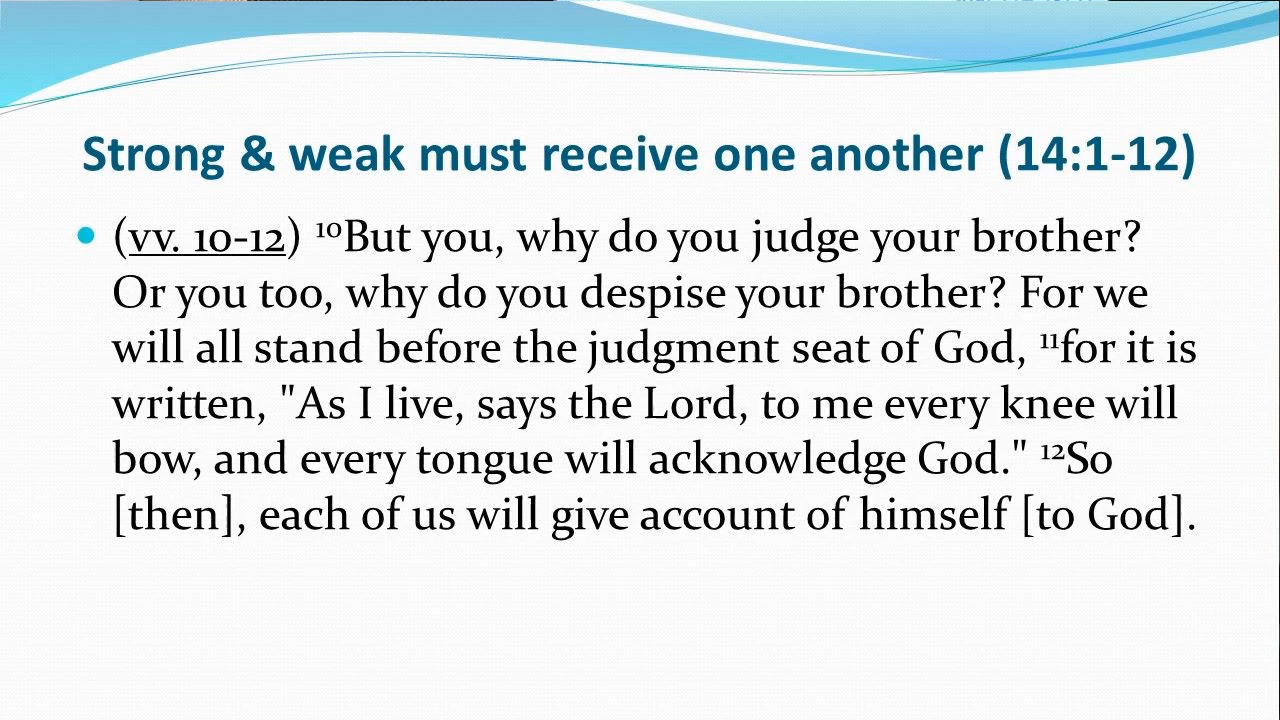 Strong & weak must receive one another (14:1-12)
• (vv. 10-12) ¹⁰But you, why do you judge your brother?
Or you too, why do you despise your brother? For we
will all stand before the judgment seat of God, ¹¹for it is
written, "As I live, says the Lord, to me every knee will
bow, and every tongue will acknowledge God." ¹²So
[then], each of us will give account of himself [to God].